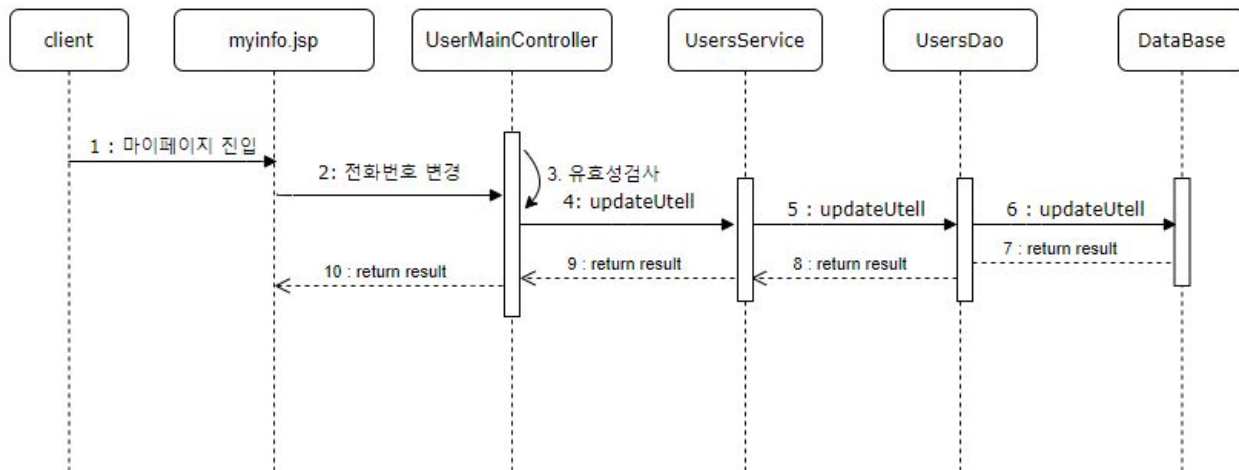 client
myinfo.jsp
UserMainController
UsersService
UsersDao
DataBase
1 : 마이페이지 진입
2: 전화번호 변경
3. 유효성검사
4: updateUtell
5 : updateUtell
6 : updateUtell
7 : return result
8 : return result
9 : return result
10 : return result